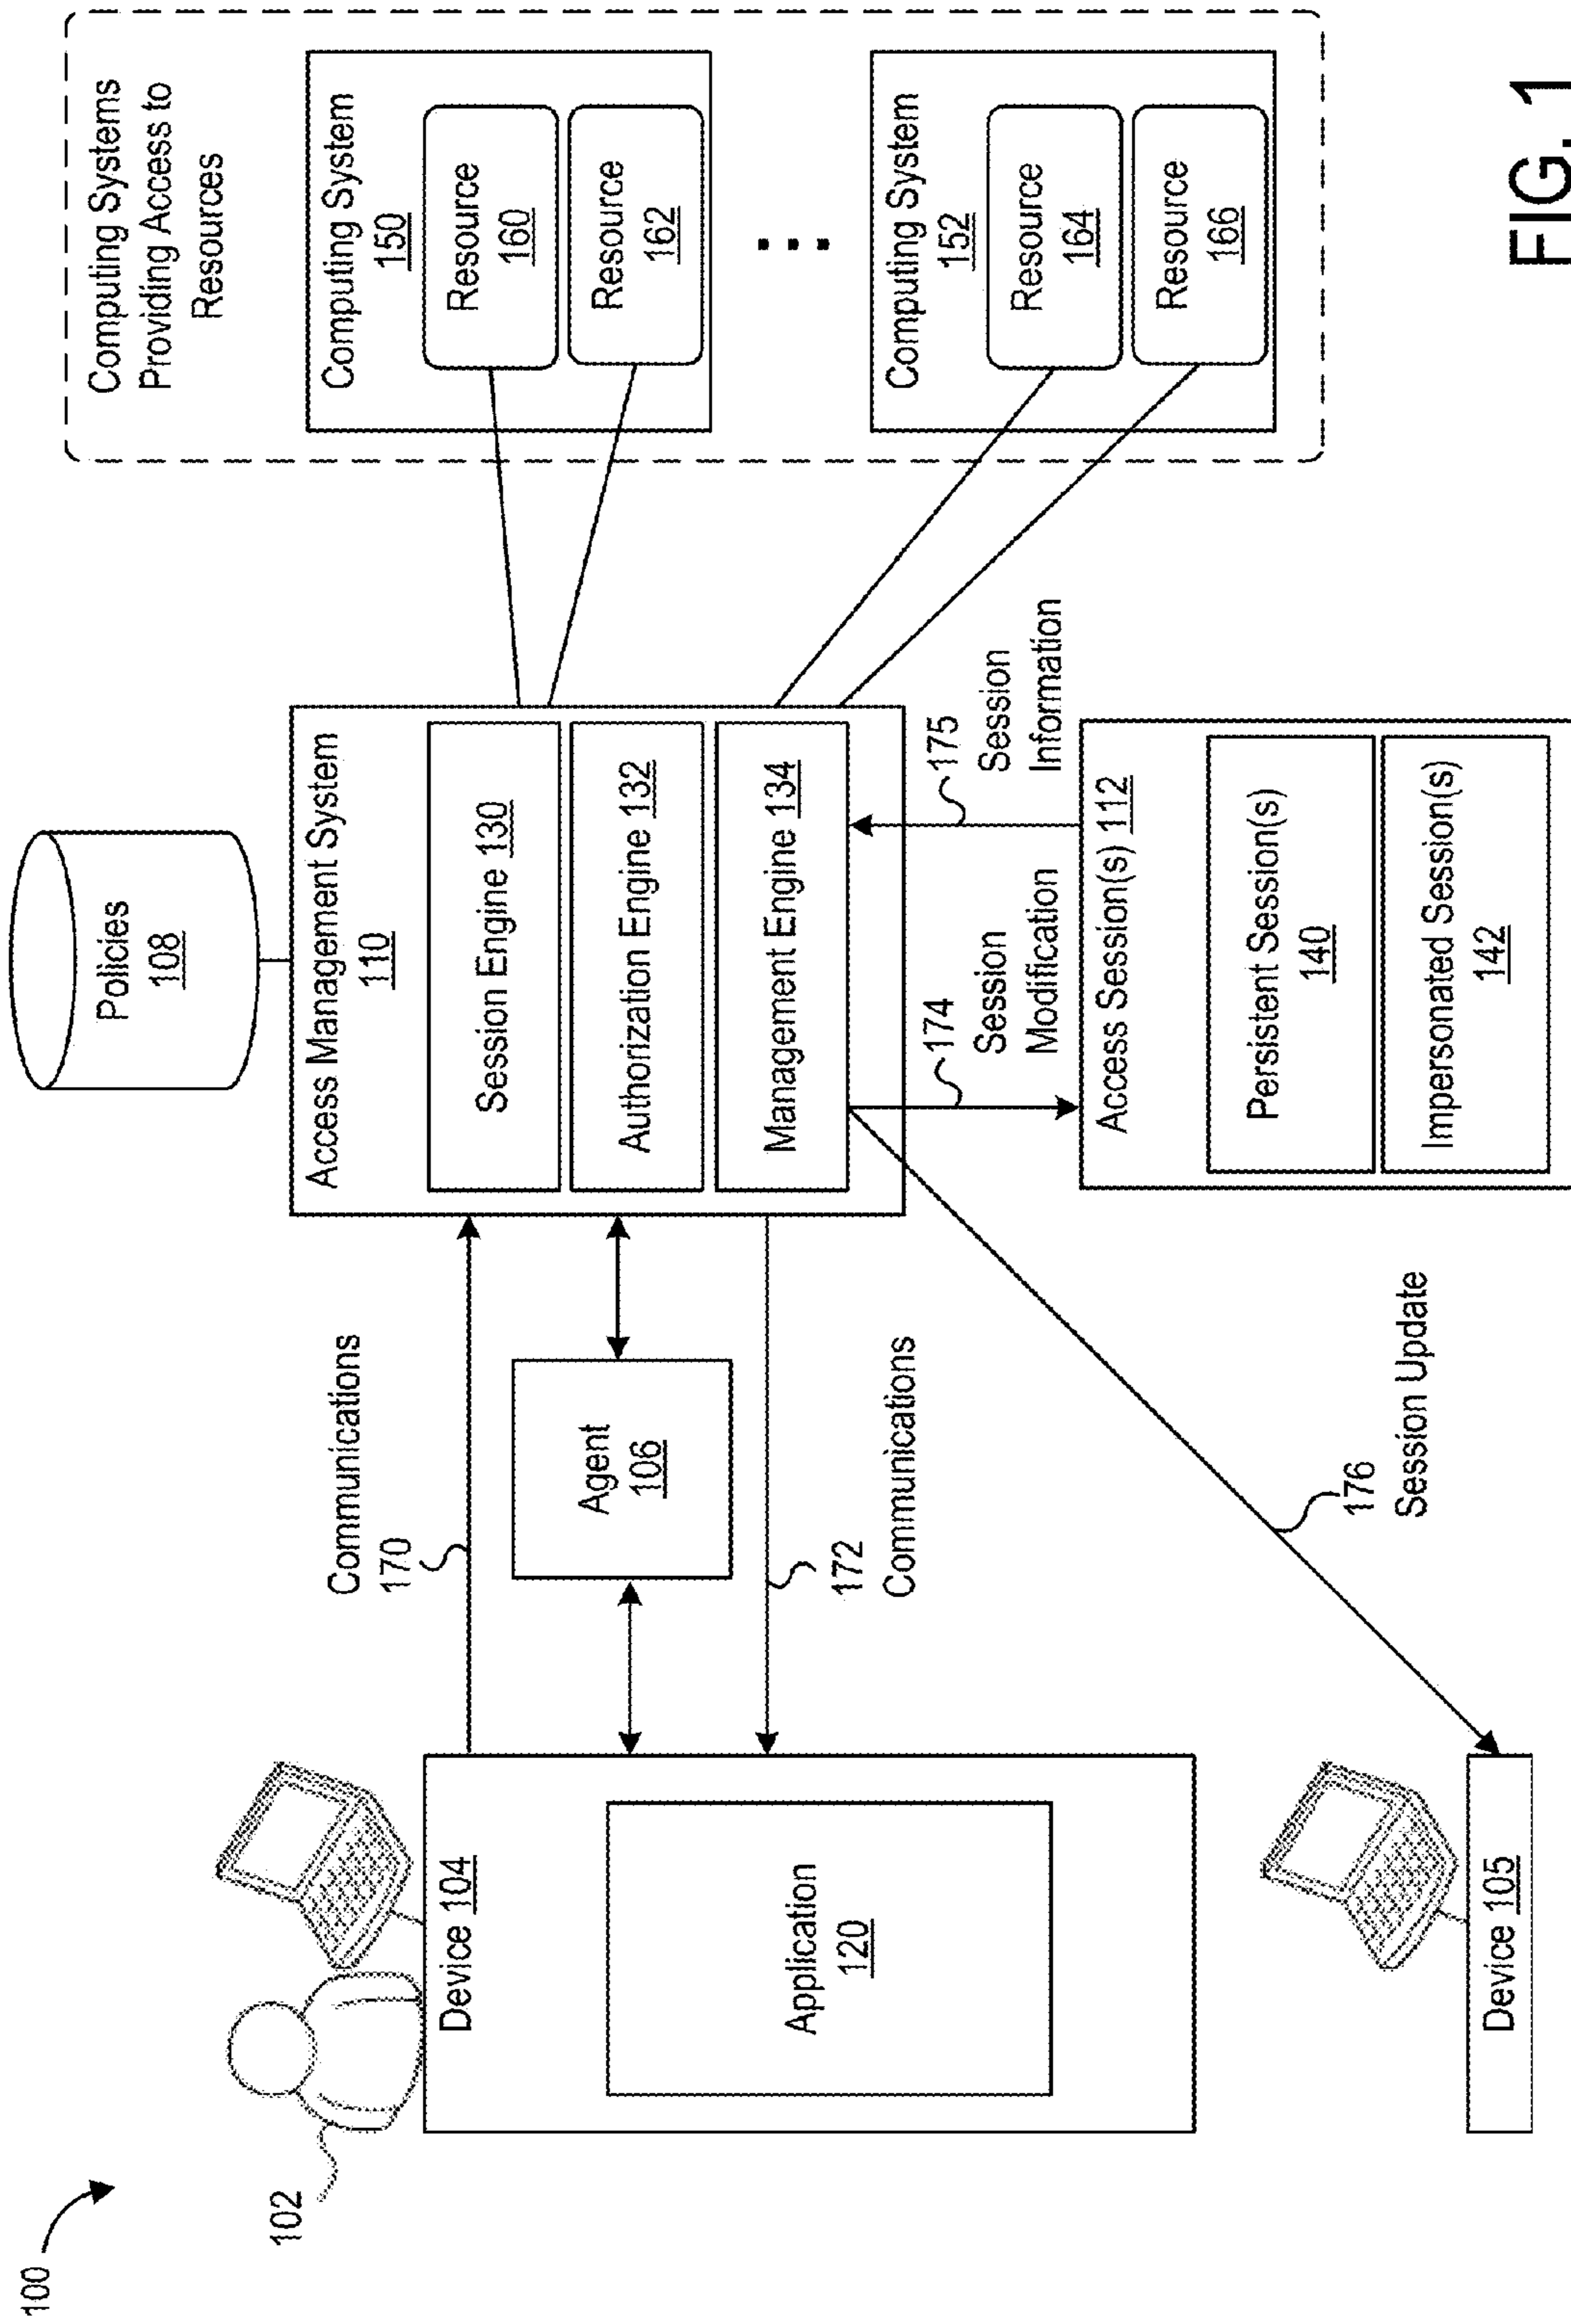 100
102
Device 104
Application
120
Device 105
Communications
170
Agent
106
172
Communications
176
Session Update
Policies
108
Access Management System
110
Session Engine 130
Authorization Engine 132
Management Engine 134
174
Session
Modification
175
Session
Information
Access Session(s) 112
Persistent Session(s)
140
Impersonated Session(s)
142
Computing Systems
Providing Access to
Resources
Computing System
150
Resource
160
Resource
162
Computing System
152
Resource
164
Resource
166
FIG. 1